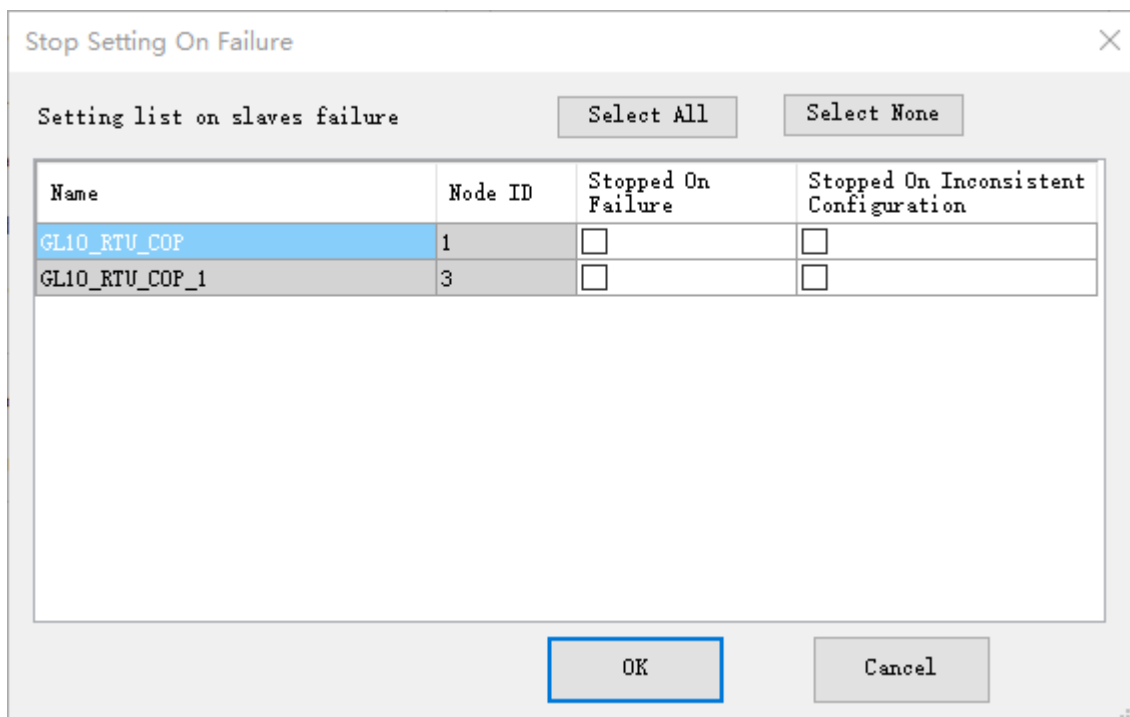 Stop Setting On Failure
Setting list on slaves failure
Select All
Select None
Name
Node ID
Stopped On
Failure
Stopped On Inconsistent
Configuration
GL10_RTU_COP
1
GL10_RTU_COP_1
3
OK
Cancel